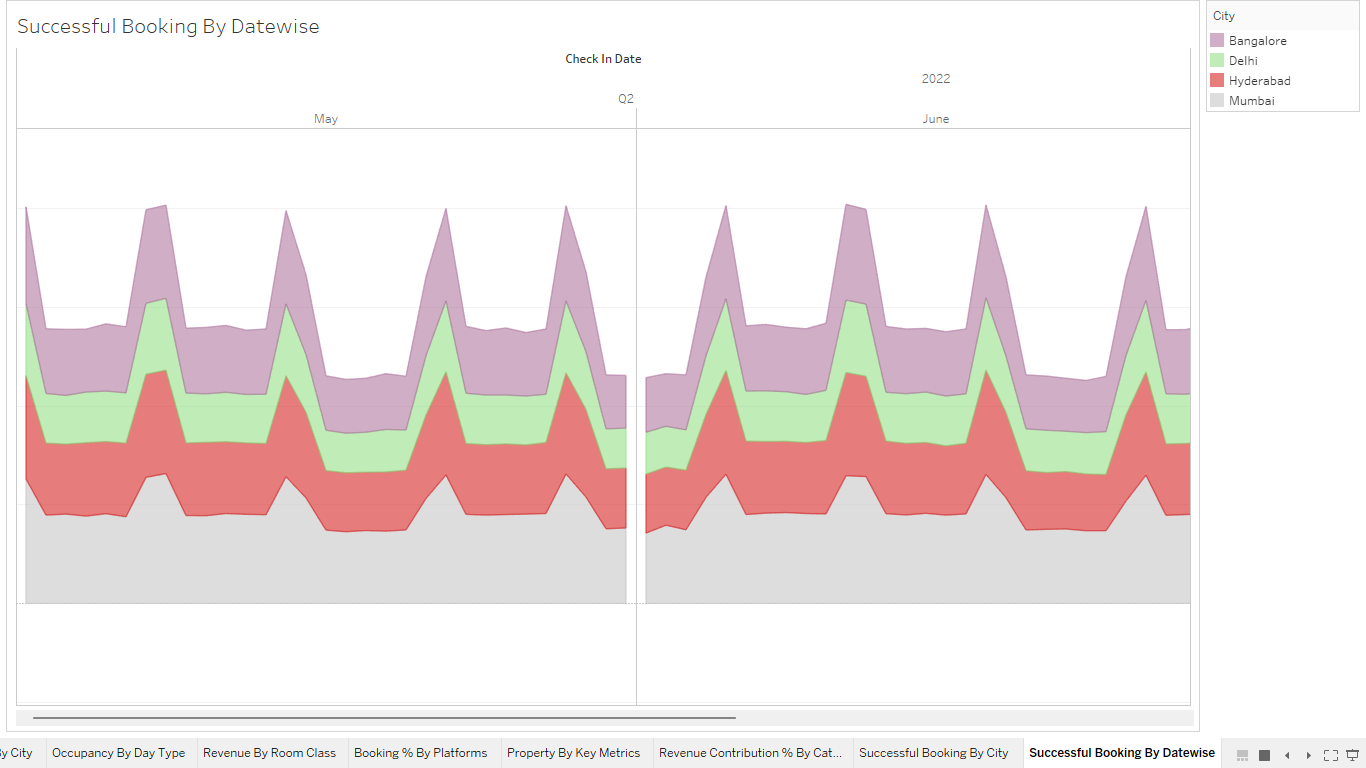 Successful Booking By Datewise
Check In Date
2022
Q2
May
June
City
Bangalore
Delhi
Hyderabad
Mumbai
By City
Occupancy By Day Type
Revenue By Room Class
Booking % By Platforms
Property By Key Metrics
Revenue Contribution % By Cat...
Successful Booking By City
Successful Booking By Datewise